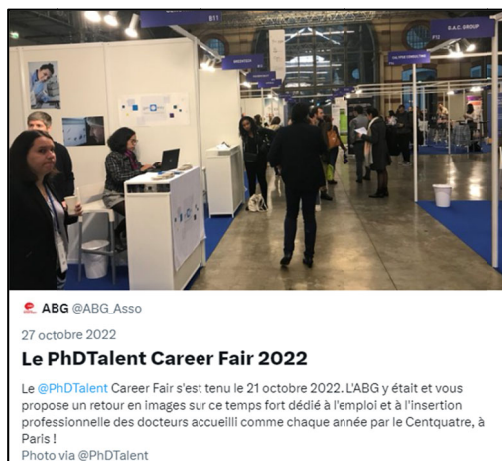 B11
D.A.C. GROUP
P12
ABG @ABG_Asso
27 octobre 2022
Le PhDTalent Career Fair 2022
Le @PhDTalent Career Fair s'est tenu le 21 octobre 2022. L'ABG y était et vous
propose un retour en images sur ce temps fort dédié à l'emploi et à l'insertion
professionnelle des docteurs accueilli comme chaque année par le Centquatre, à
Paris !
Photo via @PhDTalent